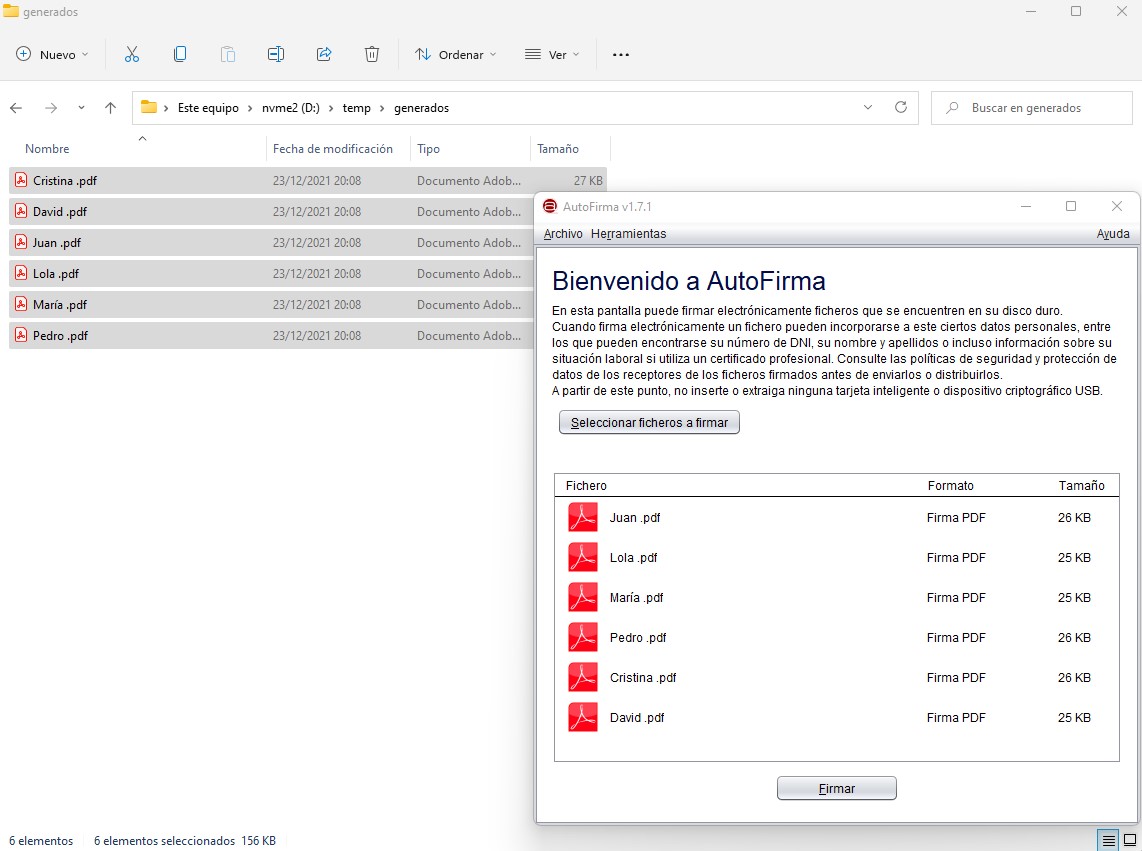 generados
Nuevo
Ordenar
Ver
Este equipo
nvme2 (D:)
temp
generados
Buscar en generados
Nombre Fecha de modificación Tipo Tamaño
Cristina .pdf 23/12/2021 20:08 Documento Adob... 27 KB
David .pdf 23/12/2021 20:08 Documento Adob...
Juan .pdf 23/12/2021 20:08 Documento Adob...
Lola .pdf 23/12/2021 20:08 Documento Adob...
María .pdf 23/12/2021 20:08 Documento Adob...
Pedro .pdf 23/12/2021 20:08 Documento Adob...
6 elementos 6 elementos seleccionados 156 KB
AutoFirma v1.7.1
Archivo Herramientas Ayuda
Bienvenido a AutoFirma
En esta pantalla puede firmar electrónicamente ficheros que se encuentren en su disco duro.
Cuando firma electrónicamente un fichero pueden incorporarse a este ciertos datos personales, entre
los que pueden encontrarse su número de DNI, su nombre y apellidos o incluso información sobre su
situación laboral si utiliza un certificado profesional. Consulte las políticas de seguridad y protección de
datos de los receptores de los ficheros firmados antes de enviarlos o distribuirlos.
A partir de este punto, no inserte o extraiga ninguna tarjeta inteligente o dispositivo criptográfico USB.
Seleccionar ficheros a firmar
Fichero Formato Tamaño
Juan .pdf Firma PDF 26 KB
Lola .pdf Firma PDF 25 KB
María .pdf Firma PDF 25 KB
Pedro .pdf Firma PDF 26 KB
Cristina .pdf Firma PDF 26 KB
David .pdf Firma PDF 25 KB
Firmar